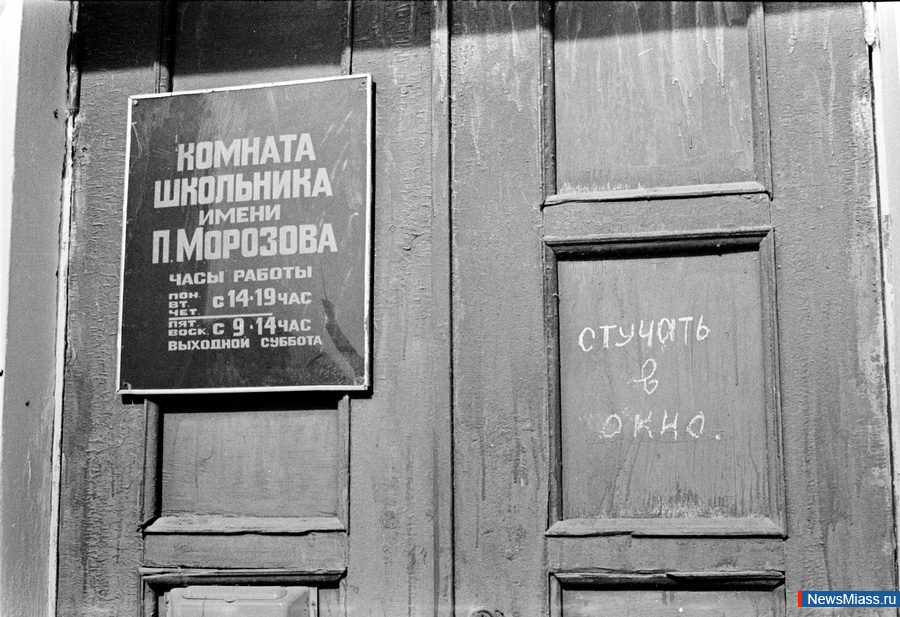 КОМНАТА
ШКОЛЬНИКА
ИМЕНИ
П. МОРОЗОВА
ЧАСЫ РАБОТЫ
ПОН.
ВТ. С 14-19 ЧАС
ЧЕТ.
ПЯТ. С 9-14 ЧАС
ВОСК.
ВЫХОДНОЙ СУББОТА
стучать
в
окно.
NewsMiass.ru